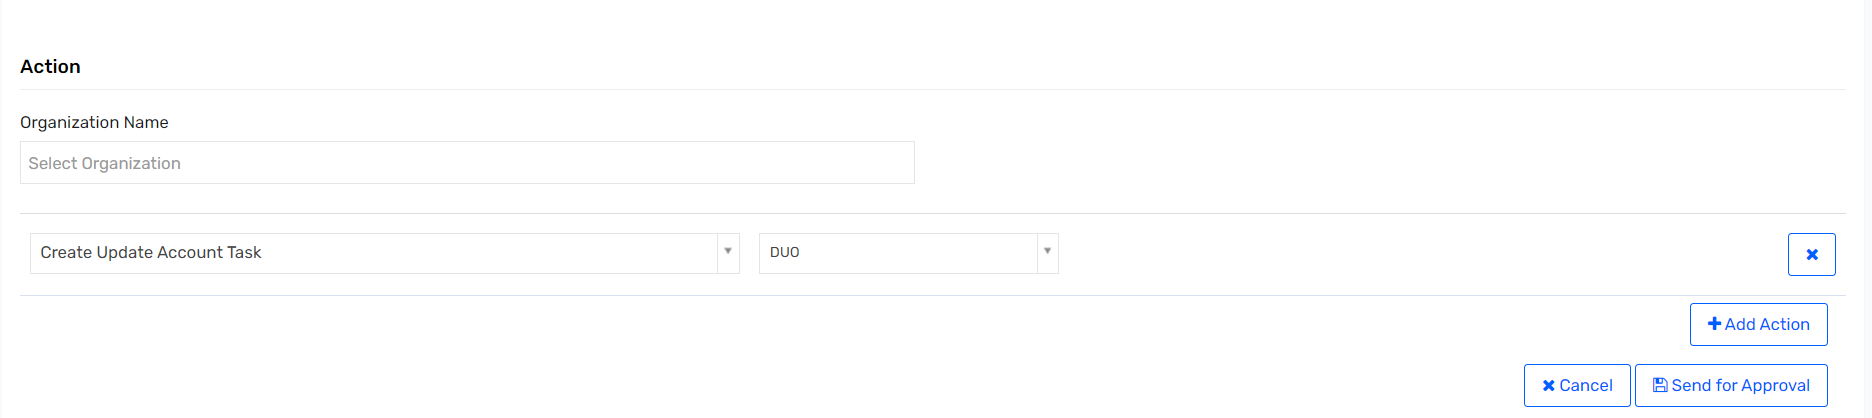 Action
Organization Name
Select Organization
Create Update Account Task
DUO
Add Action
Cancel
Send for Approval